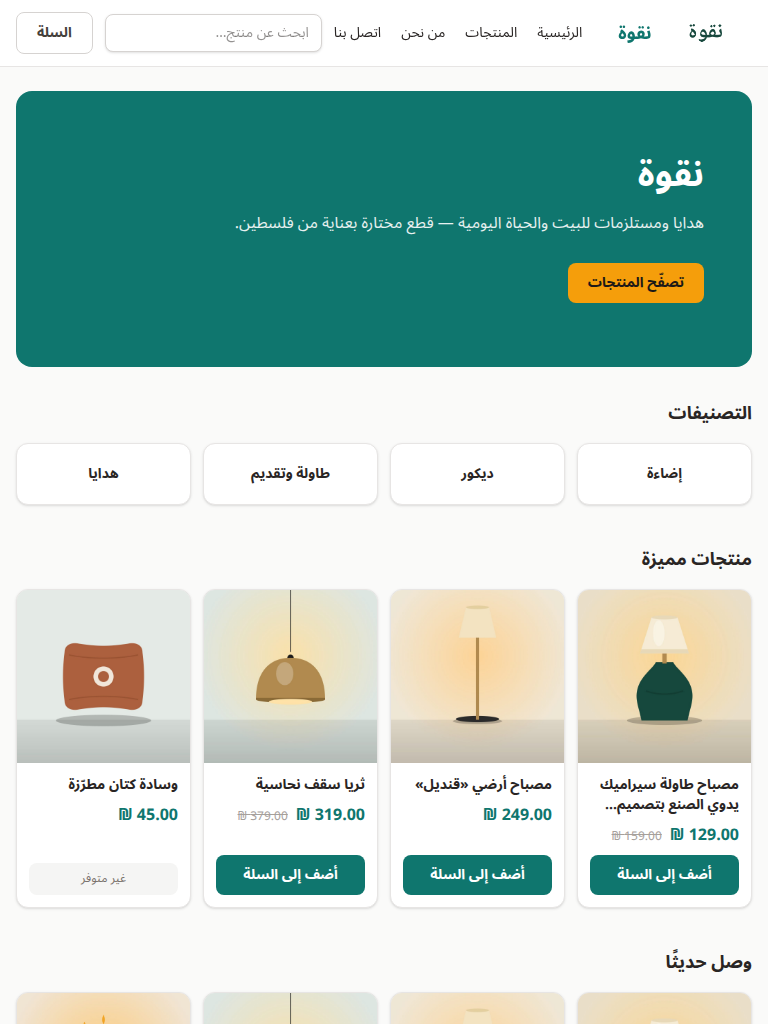 نقوة
نقوة
الرئيسية
المنتجات
من نحن
اتصل بنا
ابحث عن منتج...
السلة
نقوة
هدايا ومستلزمات للبيت والحياة اليومية — قطع مختارة بعناية من فلسطين.
تصفّح المنتجات
التصنيفات
إضاءة
ديكور
طاولة وتقديم
هدايا
منتجات مميزة
مصباح طاولة سيراميك
يدوي الصنع بتصميم...
129.00 ₪ 159.00 ₪
أضف إلى السلة
مصباح أرضي «قنديل»
249.00 ₪
أضف إلى السلة
ثريا سقف نحاسية
319.00 ₪ 379.00 ₪
أضف إلى السلة
وسادة كتان مطرّزة
45.00 ₪
غير متوفر
وصل حديثًا